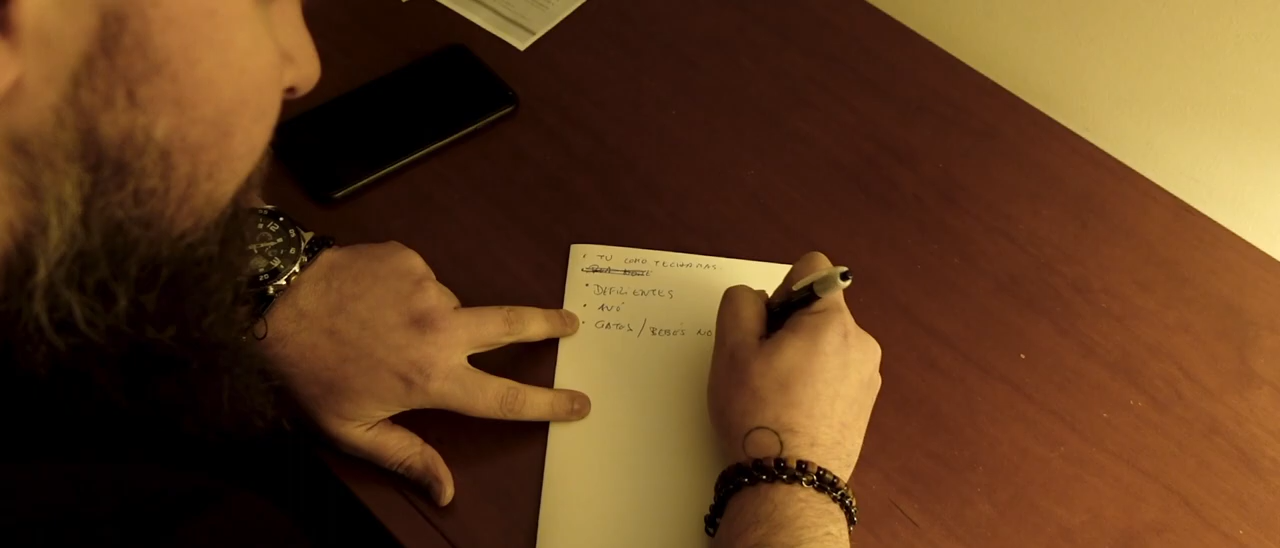 • TU COMO
• DEFICIENTES
• AVÓ
• GATOS / BEBÉS NO